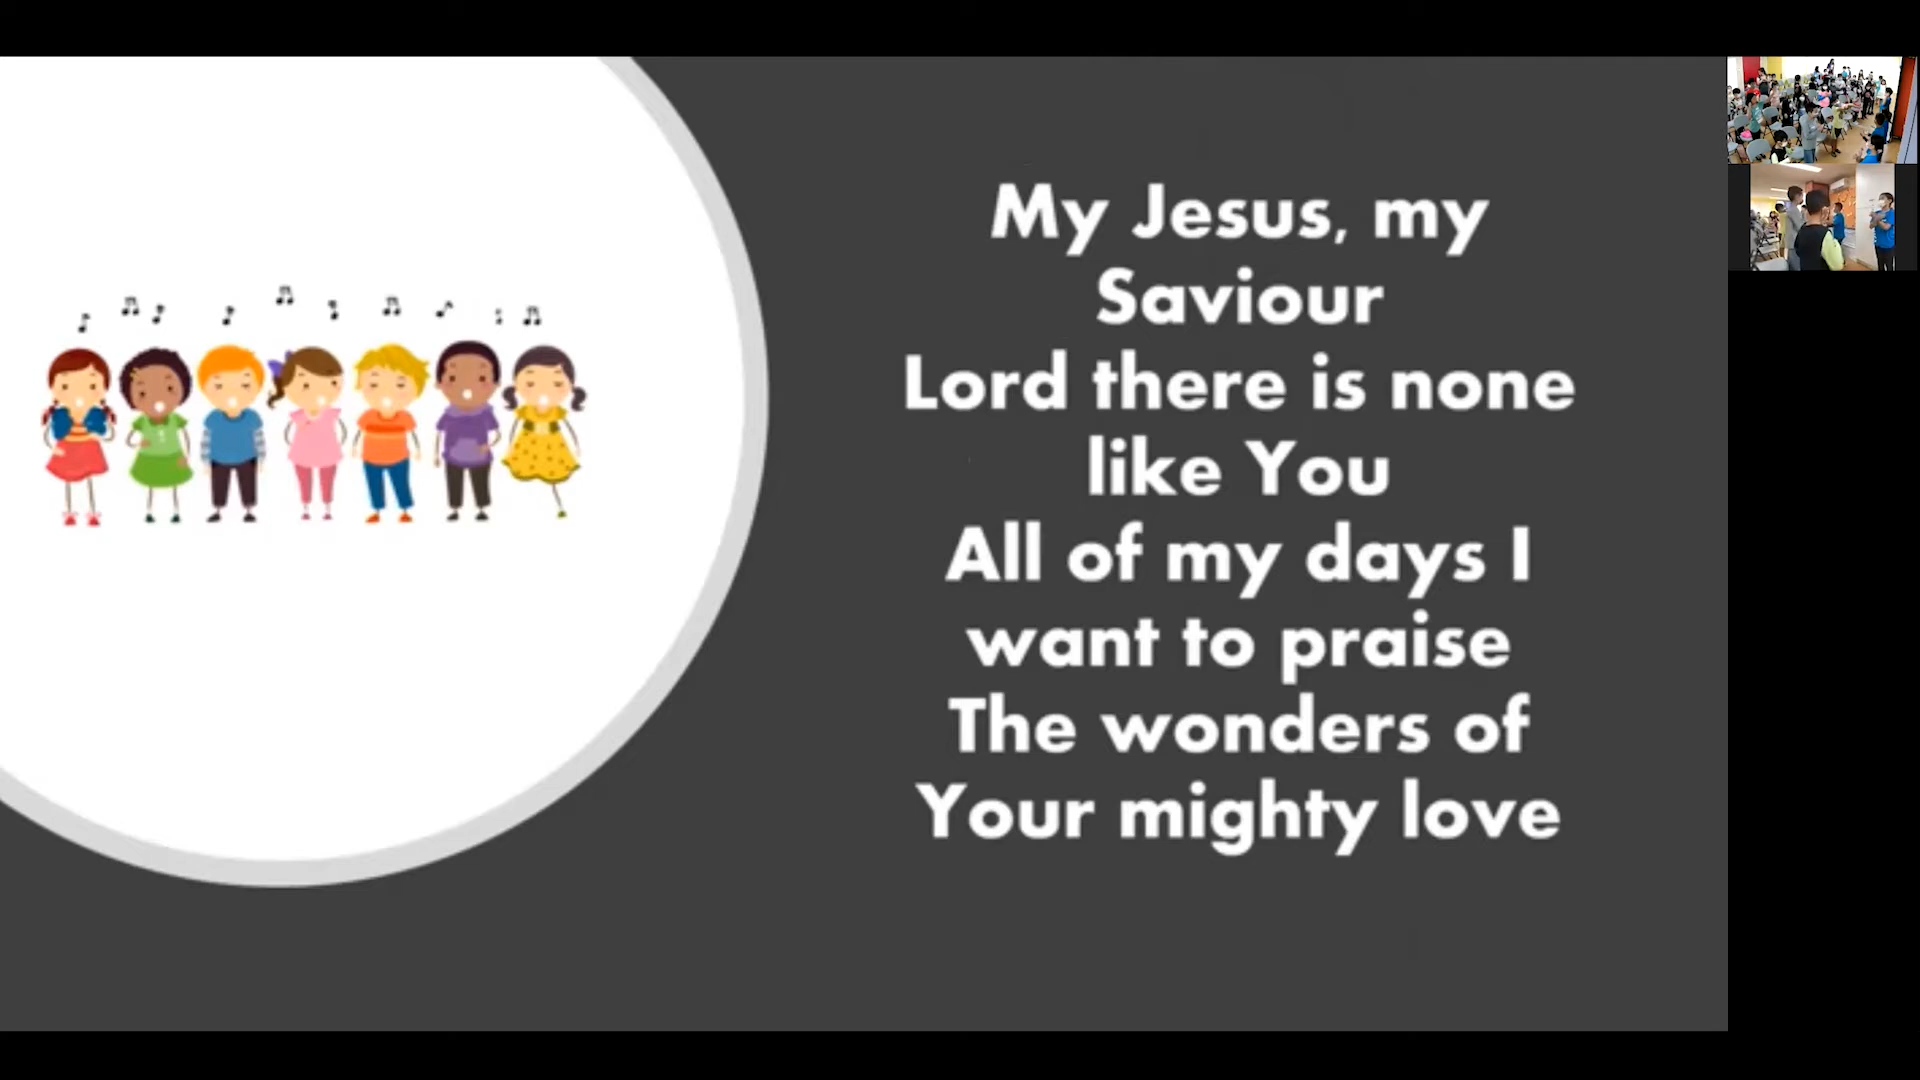 My Jesus, my
Saviour
Lord there is none
like You
All of my days I
want to praise
The wonders of
Your mighty love